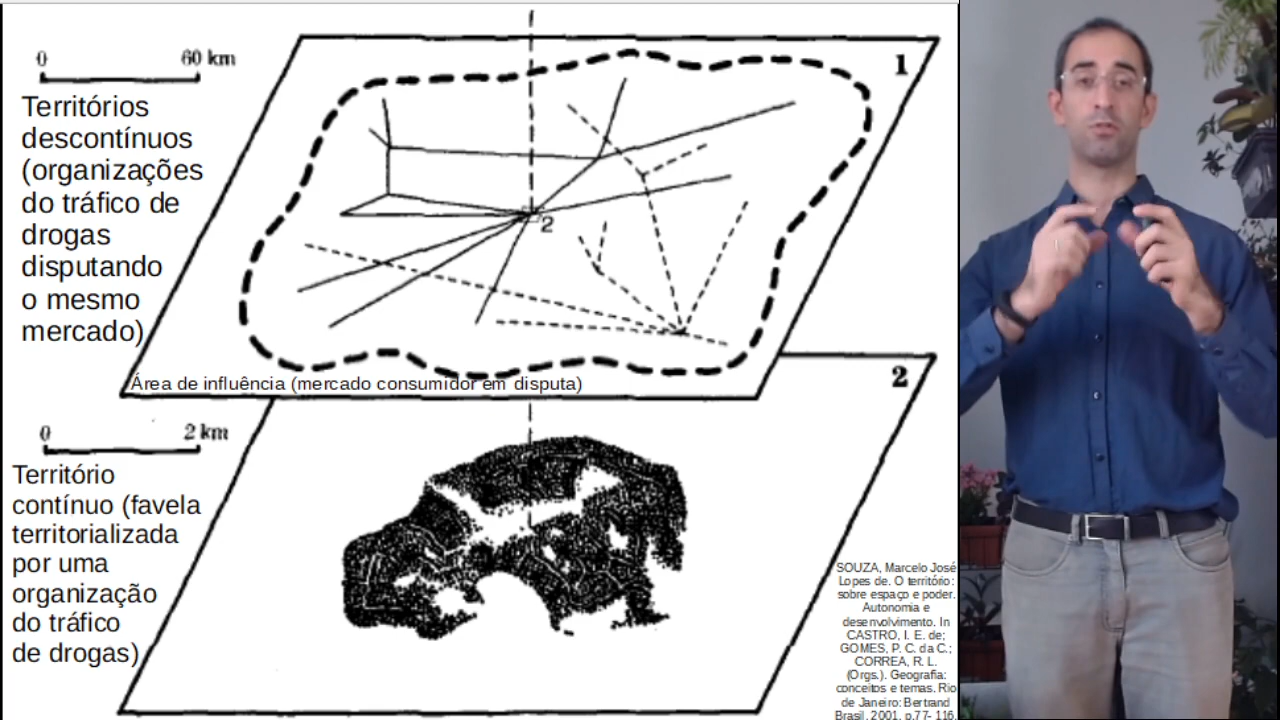 0 60 km
1
Territórios
descontínuos
(organizações
do tráfico de
drogas
disputando
o mesmo
mercado)
2
Área de influência (mercado consumidor em disputa)
2
0 2 km
Território
contínuo (favela
territorializada
por uma
organização
do tráfico
de drogas)
SOUZA, Marcelo José
Lopes de. O território:
sobre espaço e poder.
Autonomia e
desenvolvimento. In
CASTRO, I. E. de;
GOMES, P. C. da C.;
CORREA, R. L.
(Orgs.). Geografia:
conceitos e temas. Rio
de Janeiro: Bertrand
Brasil, 2001. p.77- 116.